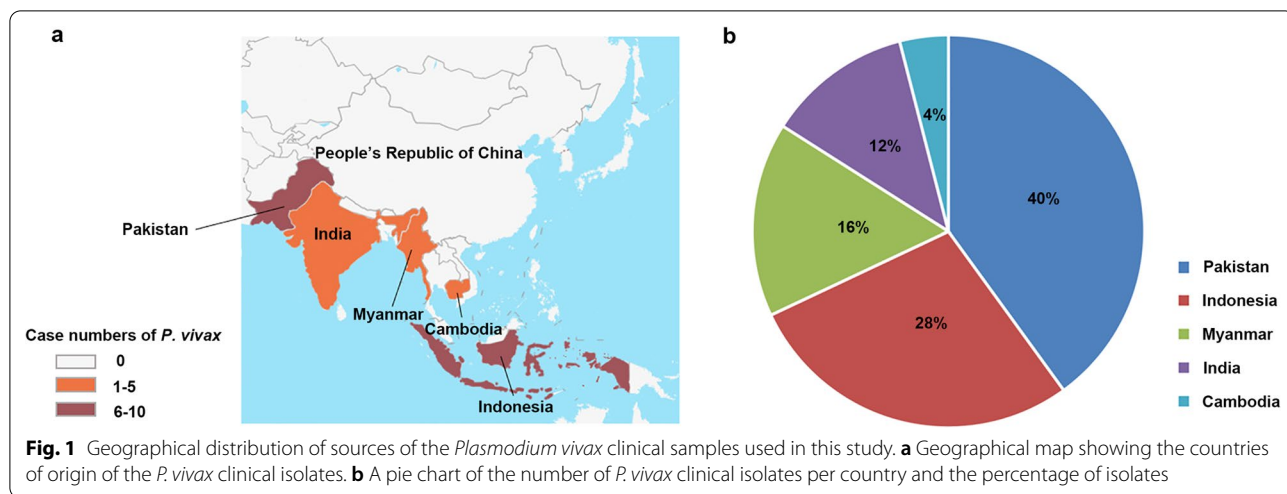 a
People's Republic of China
Pakistan
India
Myanmar
Cambodia
Indonesia
Case numbers of P. vivax
0
1-5
6-10
b
4%
12%
40%
16%
28%
Pakistan
Indonesia
Myanmar
India
Cambodia
Fig. 1 Geographical distribution of sources of the Plasmodium vivax clinical samples used in this study. a Geographical map showing the countries
of origin of the P. vivax clinical isolates. b A pie chart of the number of P. vivax clinical isolates per country and the percentage of isolates